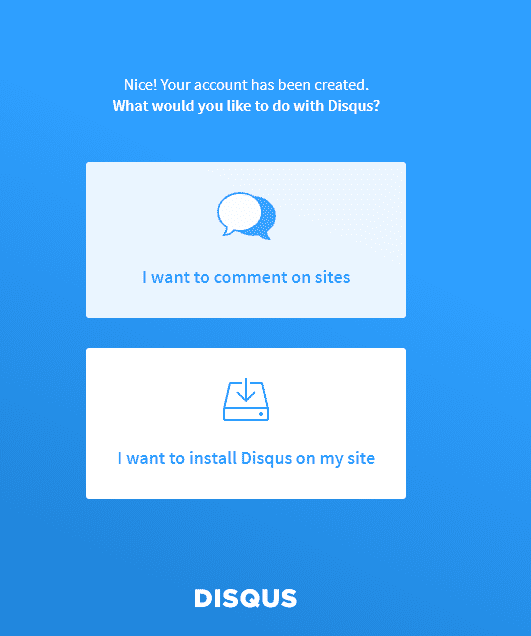 Nice! Your account has been created.
What would you like to do with Disqus?
I want to comment on sites
I want to install Disqus on my site
DISQUS